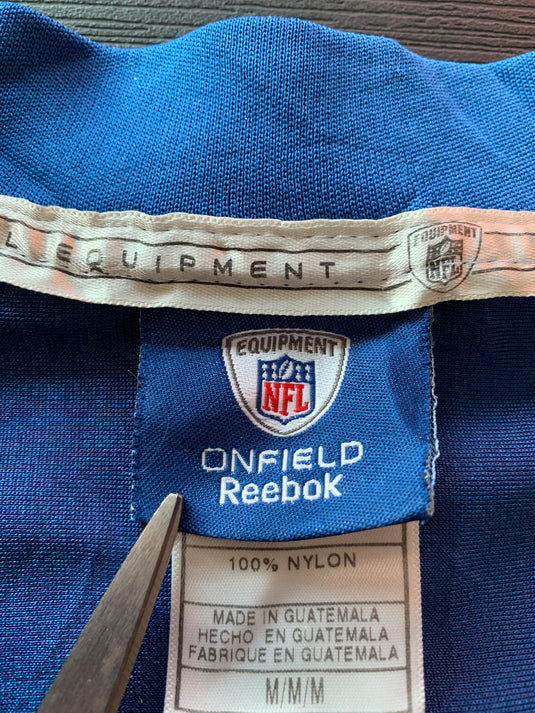 L EQUIPMENT
EQUIPMENT
NFL
EQUIPMENT
NFL
ONFIELD
Reebok
100% NYLON
MADE IN GUATEMALA
HECHO EN GUATEMALA
FABRIQUE EN GUATEMALA
M/M/M